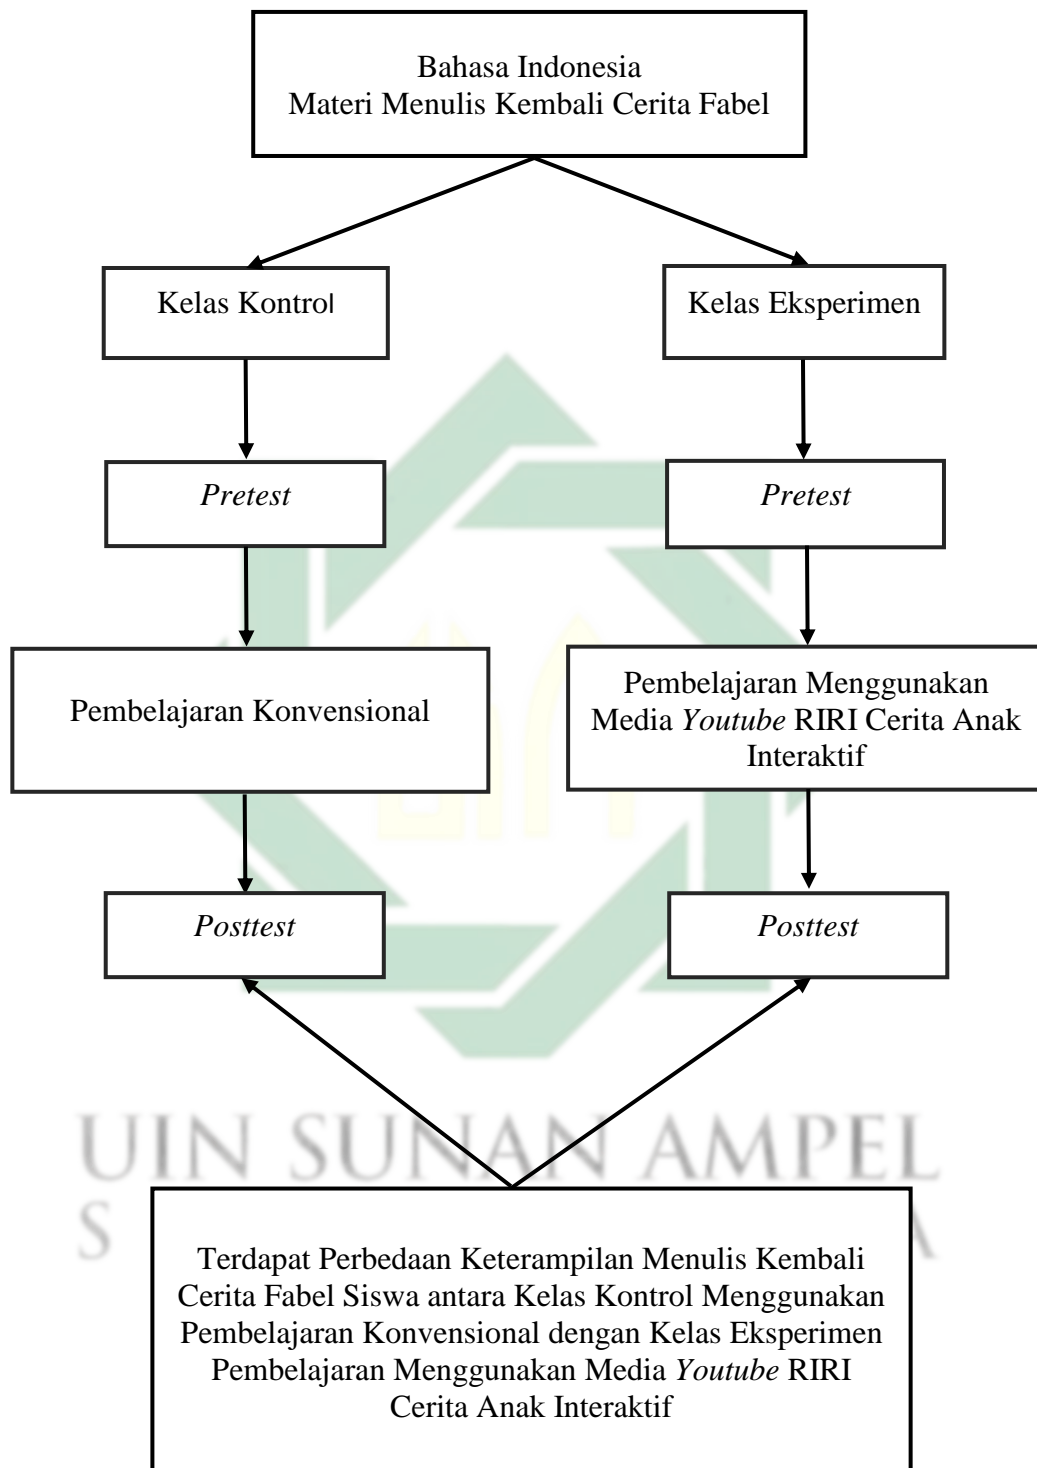 Bahasa Indonesia
Materi Menulis Kembali Cerita Fabel
Kelas Kontrol
Kelas Eksperimen
Pretest
Pretest
Pembelajaran Konvensional
Pembelajaran Menggunakan
Media Youtube RIRI Cerita Anak
Interaktif
Posttest
Posttest
UIN SUNAN AMPEL
Terdapat Perbedaan Keterampilan Menulis Kembali
Cerita Fabel Siswa antara Kelas Kontrol Menggunakan
Pembelajaran Konvensional dengan Kelas Eksperimen
Pembelajaran Menggunakan Media Youtube RIRI
Cerita Anak Interaktif